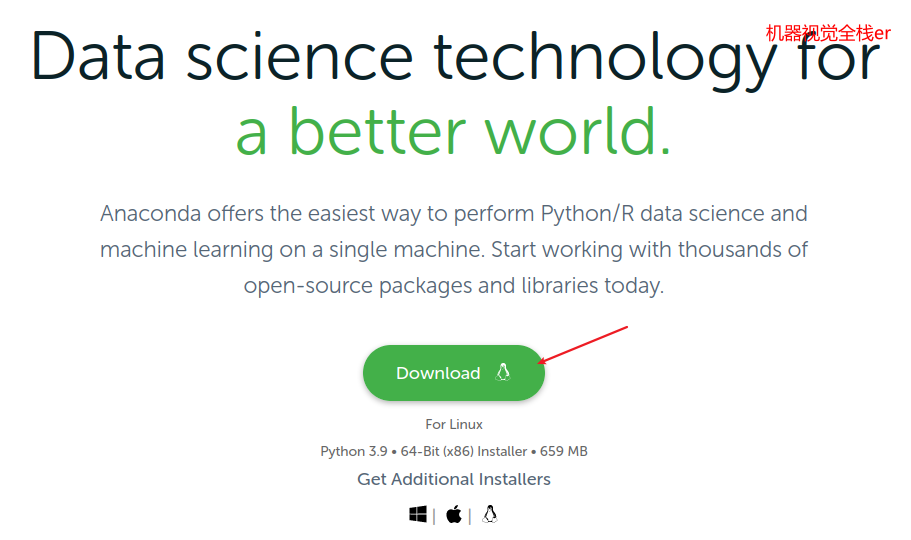 机器视觉全栈er
Data science technology for
a better world.
Anaconda offers the easiest way to perform Python/R data science and
machine learning on a single machine. Start working with thousands of
open-source packages and libraries today.
Download
For Linux
Python 3.9 • 64-Bit (x86) Installer • 659 MB
Get Additional Installers
| |